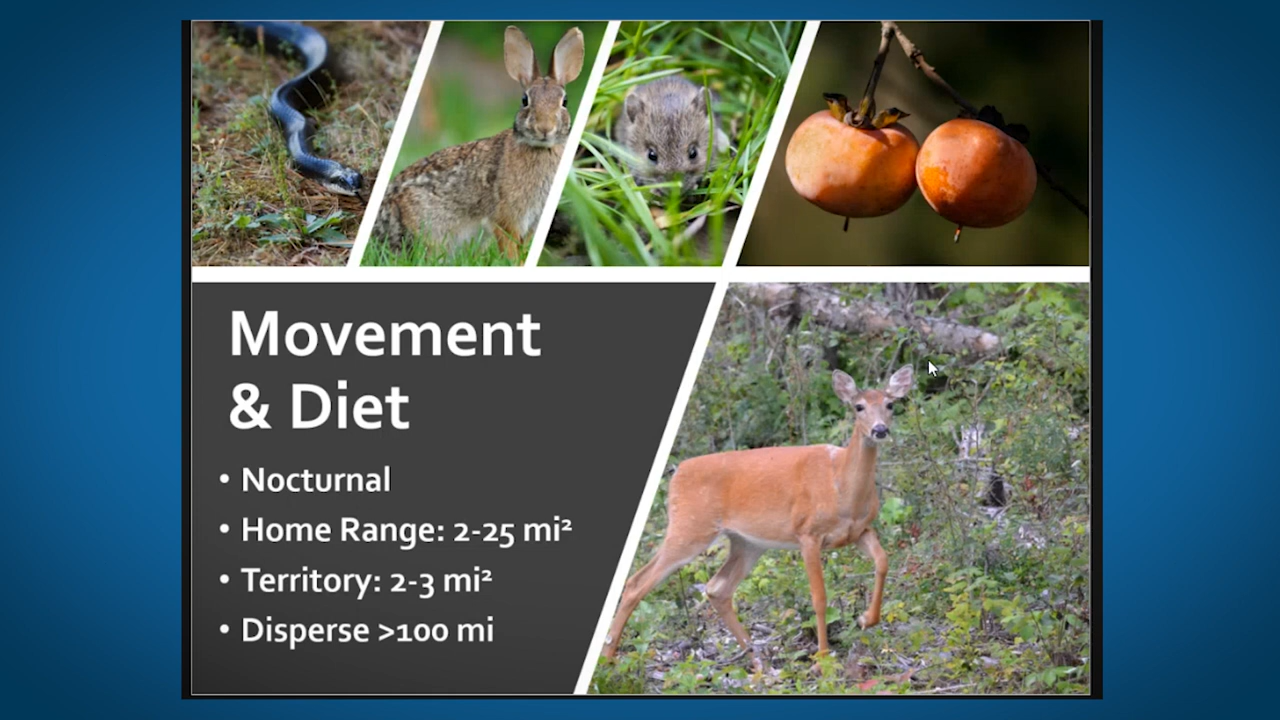 Movement
& Diet
• Nocturnal
• Home Range: 2-25 mi²
• Territory: 2-3 mi²
• Disperse >100 mi